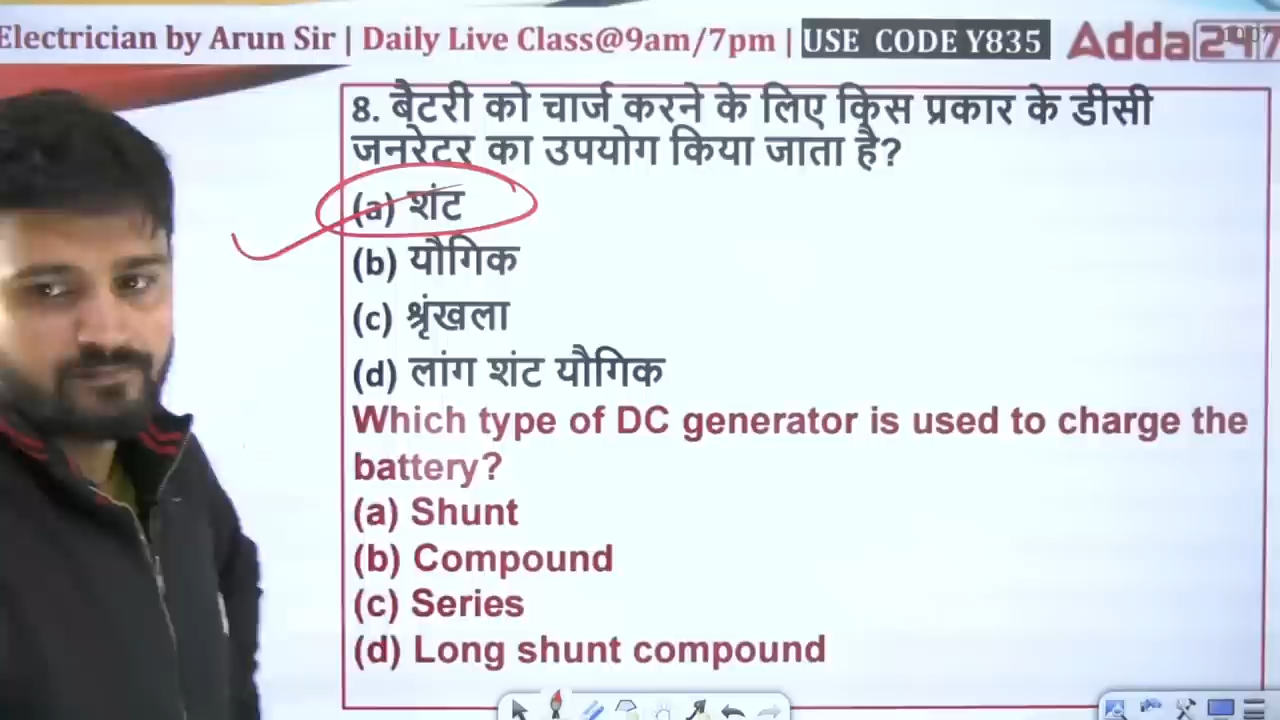 Electrician by Arun Sir | Daily Live Class@9am/7pm | USE CODE Y835 Adda247
8. बैटरी को चार्ज करने के लिए किस प्रकार के डीसी
जनरेटर का उपयोग किया जाता है?
(a) शंट
(b) यौगिक
(c) श्रृंखला
(d) लांग शंट यौगिक
Which type of DC generator is used to charge the
battery?
(a) Shunt
(b) Compound
(c) Series
(d) Long shunt compound